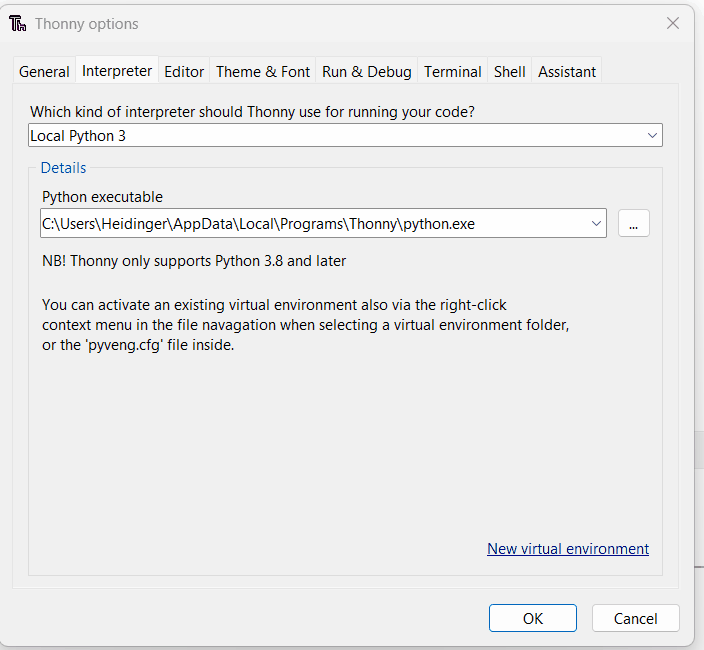 Thonny options
General Interpreter Editor Theme & Font Run & Debug Terminal Shell Assistant
Which kind of interpreter should Thonny use for running your code?
Local Python 3
Details
Python executable
C:\Users\Heidinger\AppData\Local\Programs\Thonny\python.exe
...
NB! Thonny only supports Python 3.8 and later
You can activate an existing virtual environment also via the right-click
context menu in the file navagation when selecting a virtual environment folder,
or the 'pyveng.cfg' file inside.
New virtual environment
OK Cancel